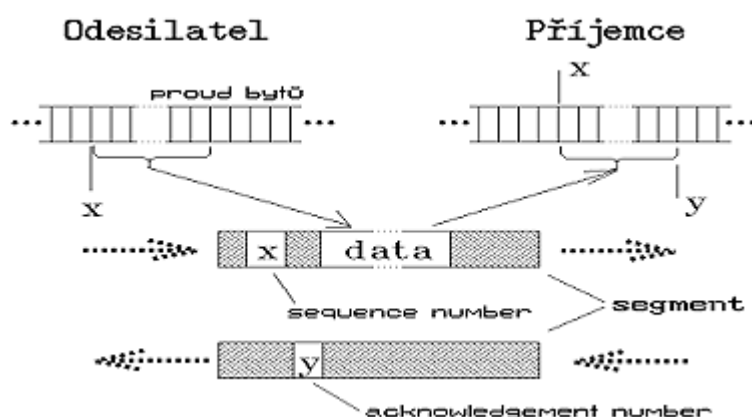 Odesilatel
Příjemce
x
proud bytů
x
y
x
data
sequence number
segment
y
acknowledgement number